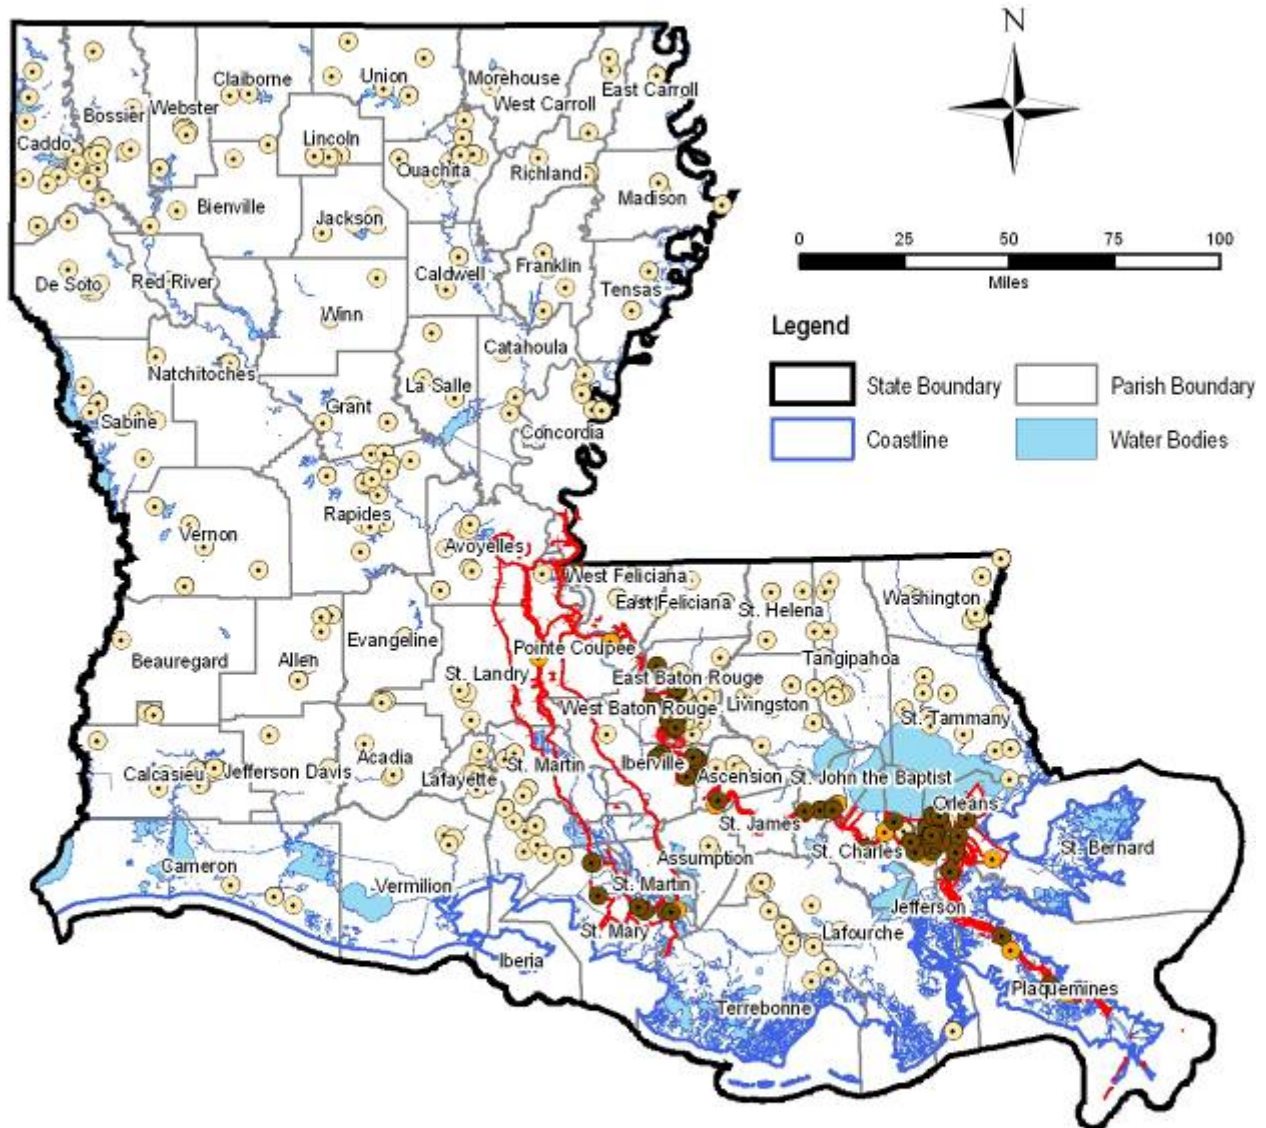 N
0 25 50 75 100
Miles
Legend
State Boundary
Parish Boundary
Coastline
Water Bodies
Claiborne
Union
Morehouse
West Carroll
East Carroll
Webster
Bossier
Caddo
Lincoln
Ouachita
Richland
Madison
Bienville
Jackson
De Soto
Red River
Caldwell
Franklin
Tensas
Winn
Natchitoches
Catahoula
La Salle
Grant
Sabine
Concordia
Rapides
Vernon
Avoyelles
West Feliciana
East Feliciana
St. Helena
Washington
Evangeline
Beauregard
Allen
Pointe Coupee
St. Landry
East Baton Rouge
Tangipahoa
West Baton Rouge
Livingston
St. Tammany
Calcasieu
Jefferson Davis
Acadia
Lafayette
St. Martin
Iberville
Ascension
St. John the Baptist
Orleans
St. James
St. Charles
St. Bernard
Assumption
Cameron
Vermilion
St. Martin
Jefferson
St. Mary
Lafourche
Iberia
Plaquemines
Terrebonne